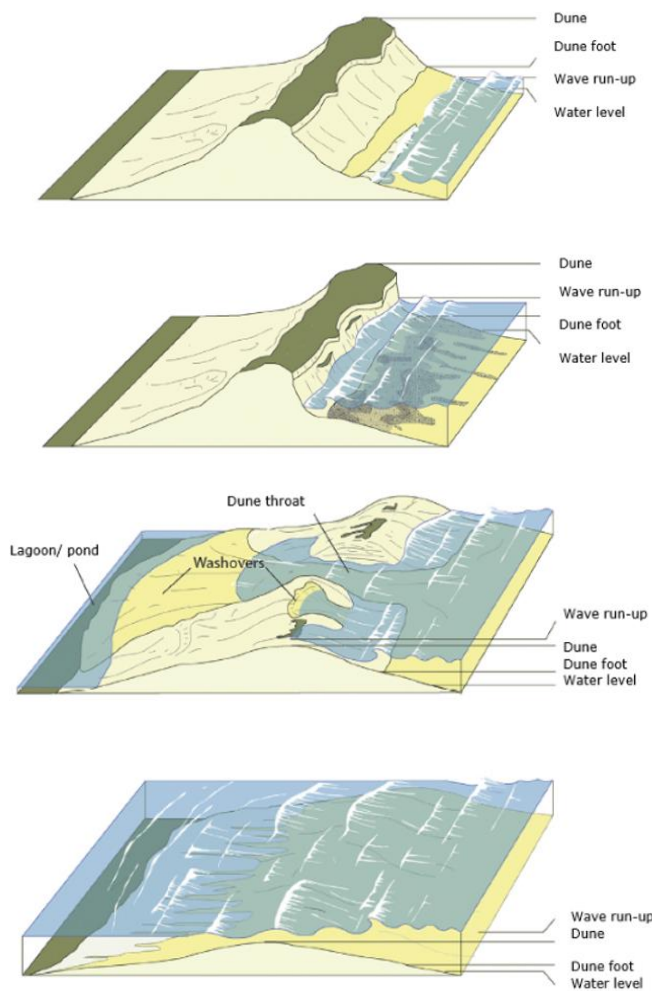 Dune
Dune foot
Wave run-up
Water level
Dune
Wave run-up
Dune foot
Water level
Dune throat
Lagoon/ pond
Washovers
Wave run-up
Dune
Dune foot
Water level
Wave run-up
Dune
Dune foot
Water level